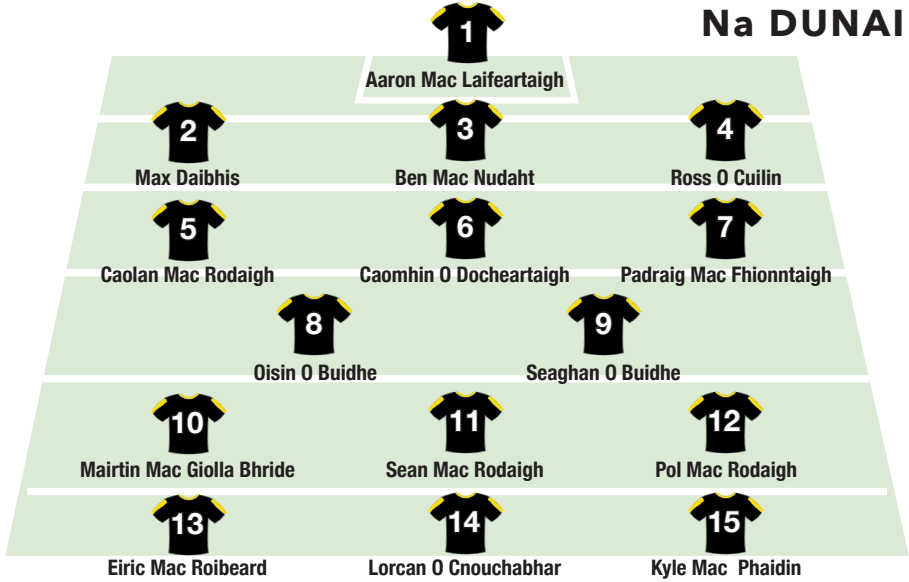 Na DUNAI
1
Aaron Mac Laifeartaigh
2 3 4
Max Daibhis Ben Mac Nudaht Ross O Cuilin
5 6 7
Caolan Mac Rodaigh Caomhin O Docheartaigh Padraig Mac Fhionntaigh
8 9
Oisin O Buidhe Seaghan O Buidhe
10 11 12
Mairtin Mac Giolla Bhride Sean Mac Rodaigh Pol Mac Rodaigh
13 14 15
Eiric Mac Roibeard Lorcan O Cnouchabhar Kyle Mac Phaidin